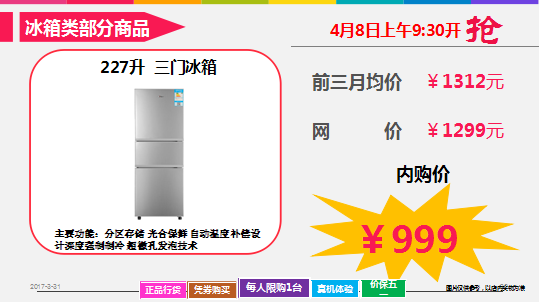 冰箱类部分商品
4月8日上午9:30开 抢
227升 三门冰箱
前三月均价 ￥1312元
网 价 ￥1299元
内购价
￥999
主要功能：分区存储 光合保鲜 自动温度补偿设
计深度强制制冷 超微孔发泡技术
2017-3-31
正品行货
凭券购买
每人限购1台
真机体验
价保五
一